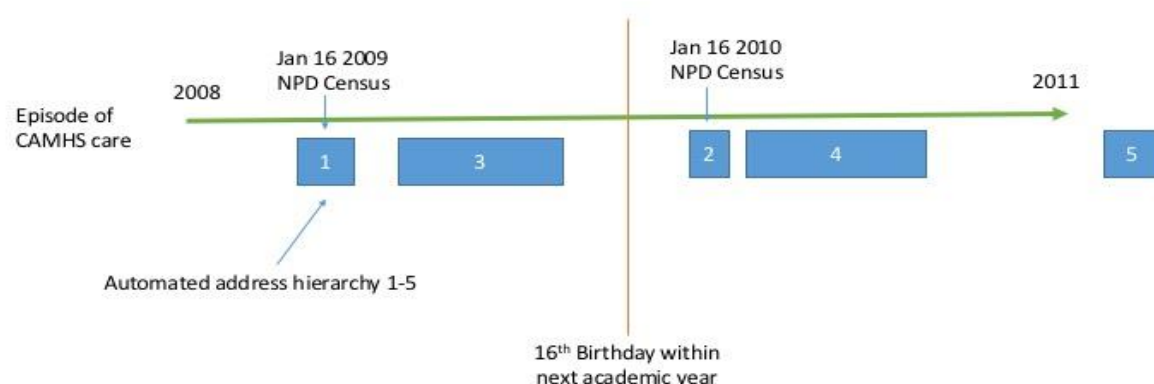 Jan 16 2009
NPD Census
Jan 16 2010
NPD Census
2008
2011
Episode of
CAMHS care
1
3
2
4
5
Automated address hierarchy 1-5
16th Birthday within
next academic year